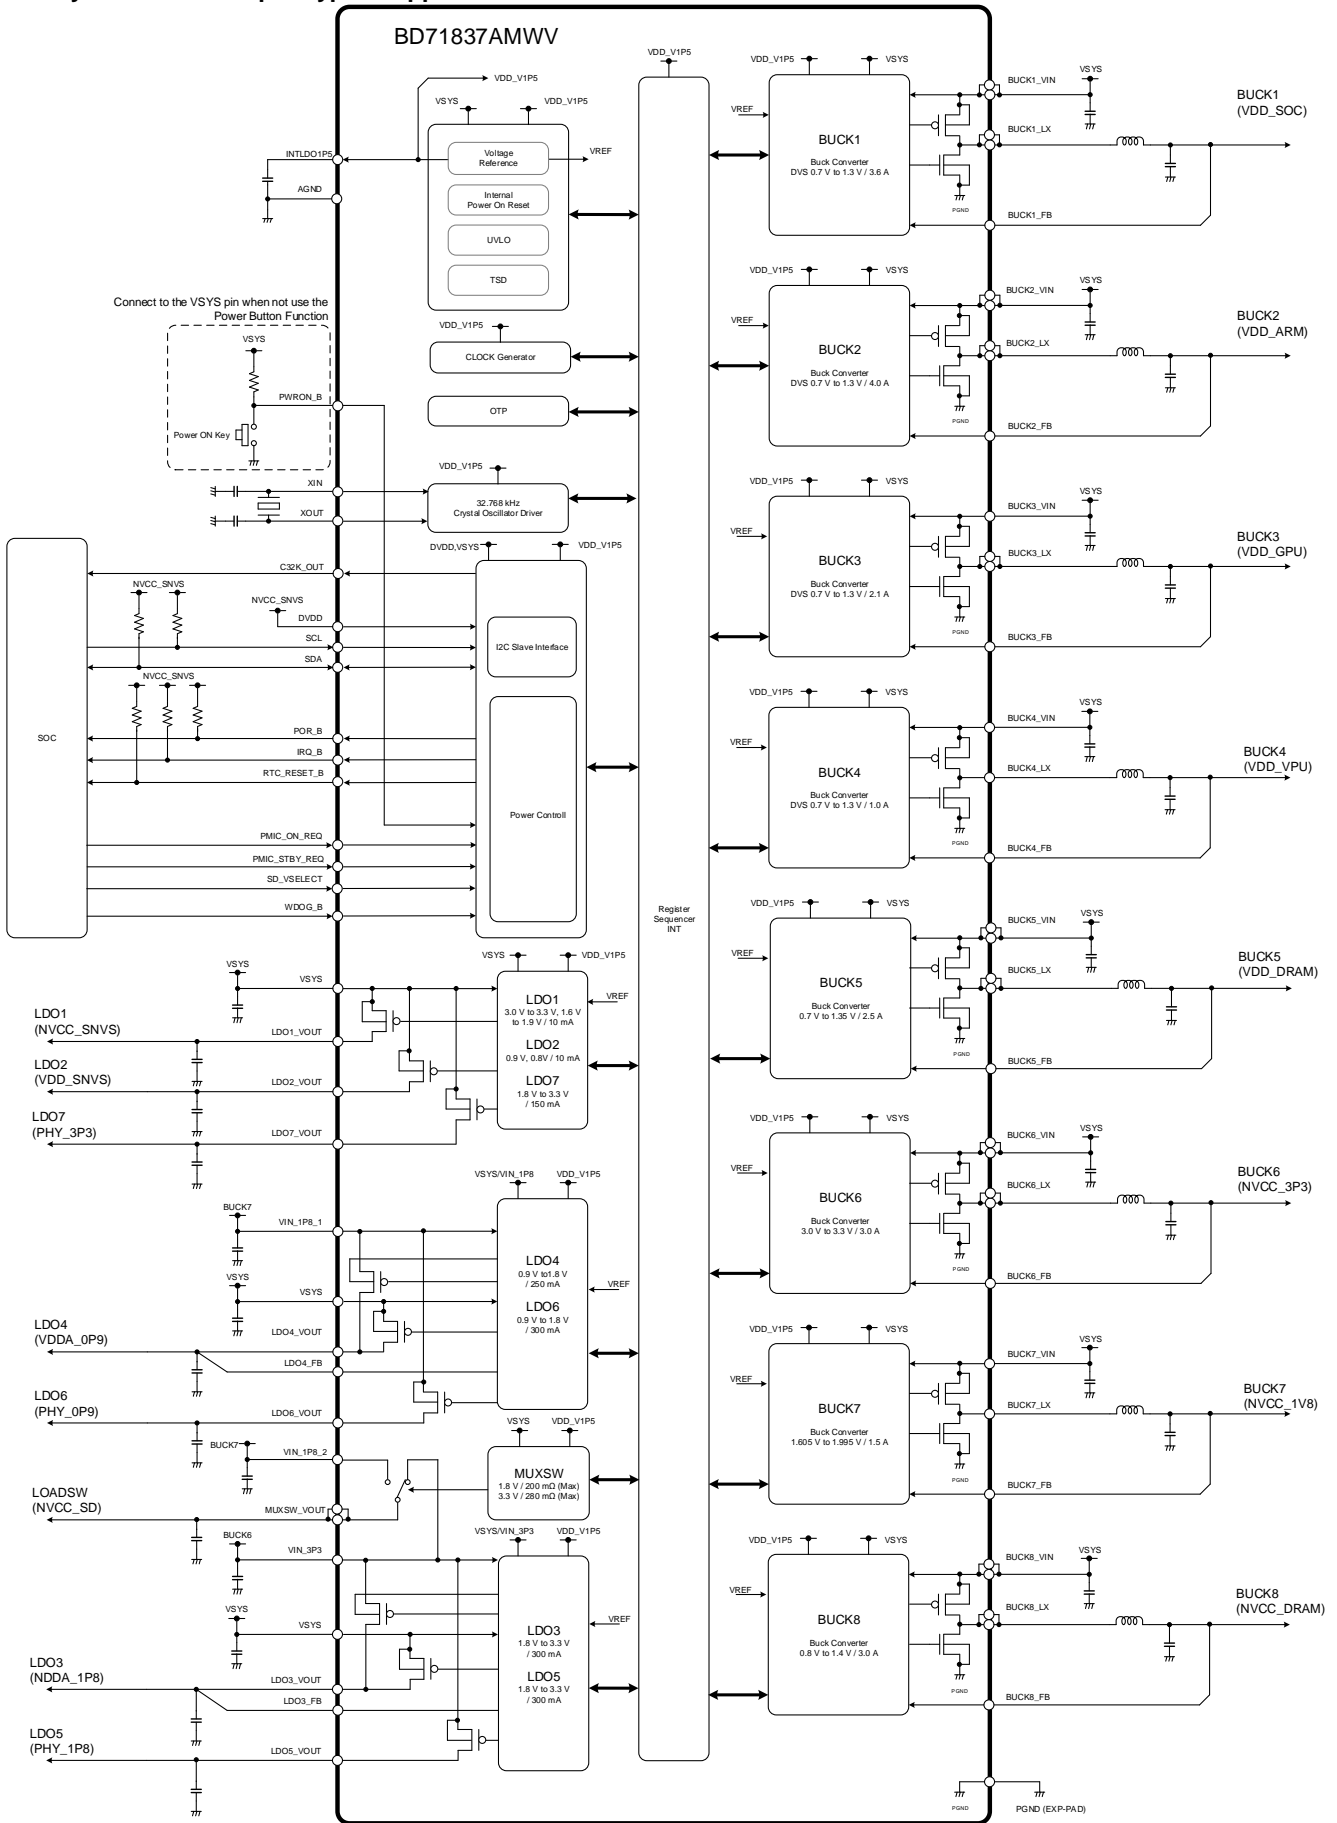 BD71837AMWV
VDD_V1P5
VSYS
VDD_V1P5
INTLDO1P5
AGND
Voltage
Reference
VREF
Internal
Power On Reset
UVLO
TSD
Connect to the VSYS pin when not use the
Power Button Function
VSYS
PWRON_B
Power ON Key
VDD_V1P5
CLOCK Generator
OTP
XIN
XOUT
VDD_V1P5
32.768 kHz
Crystal Oscillator Driver
SOC
DVDD,VSYS
VDD_V1P5
C32K_OUT
NVCC_SNVS
NVCC_SNVS
DVDD
SCL
SDA
I2C Slave Interface
NVCC_SNVS
POR_B
IRQ_B
RTC_RESET_B
Power Controll
PMIC_ON_REQ
PMIC_STBY_REQ
SD_VSELECT
WDOG_B
VSYS
VDD_V1P5
VSYS
VSYS
LDO1
3.0 V to 3.3 V, 1.6 V
to 1.9 V / 10 mA
LDO2
0.9 V, 0.8V / 10 mA
LDO7
1.8 V to 3.3 V
/ 150 mA
VREF
LDO1
(NVCC_SNVS)
LDO1_VOUT
LDO2
(VDD_SNVS)
LDO2_VOUT
LDO7
(PHY_3P3)
LDO7_VOUT
VSYS/VIN_1P8
VDD_V1P5
BUCK7
VIN_1P8_1
LDO4
0.9 V to1.8 V
/ 250 mA
LDO6
0.9 V to 1.8 V
/ 300 mA
VREF
VSYS
VSYS
LDO4
(VDDA_0P9)
LDO4_VOUT
LDO4_FB
LDO6
(PHY_0P9)
LDO6_VOUT
VSYS
VDD_V1P5
BUCK7
VIN_1P8_2
MUXSW
1.8 V / 200 mΩ (Max)
3.3 V / 280 mΩ (Max)
LOADSW
(NVCC_SD)
MUXSW_VOUT
VSYS/VIN_3P3
VDD_V1P5
BUCK6
VIN_3P3
VREF
VSYS
VSYS
LDO3
1.8 V to 3.3 V
/ 300 mA
LDO5
1.8 V to 3.3 V
/ 300 mA
LDO3
(NDDA_1P8)
LDO3_VOUT
LDO3_FB
LDO5
(PHY_1P8)
LDO5_VOUT
VDD_V1P5
Register
Sequencer
INT
VDD_V1P5
VSYS
VREF
BUCK1
Buck Converter
DVS 0.7 V to 1.3 V / 3.6 A
PGND
BUCK1_VIN
VSYS
BUCK1_LX
BUCK1_FB
BUCK1
(VDD_SOC)
VDD_V1P5
VSYS
VREF
BUCK2
Buck Converter
DVS 0.7 V to 1.3 V / 4.0 A
PGND
BUCK2_VIN
VSYS
BUCK2_LX
BUCK2_FB
BUCK2
(VDD_ARM)
VDD_V1P5
VSYS
VREF
BUCK3
Buck Converter
DVS 0.7 V to 1.3 V / 2.1 A
PGND
BUCK3_VIN
VSYS
BUCK3_LX
BUCK3_FB
BUCK3
(VDD_GPU)
VDD_V1P5
VSYS
VREF
BUCK4
Buck Converter
DVS 0.7 V to 1.3 V / 1.0 A
PGND
BUCK4_VIN
VSYS
BUCK4_LX
BUCK4_FB
BUCK4
(VDD_VPU)
VDD_V1P5
VSYS
VREF
BUCK5
Buck Converter
0.7 V to 1.35 V / 2.5 A
PGND
BUCK5_VIN
VSYS
BUCK5_LX
BUCK5_FB
BUCK5
(VDD_DRAM)
VDD_V1P5
VSYS
VREF
BUCK6
Buck Converter
3.0 V to 3.3 V / 3.0 A
PGND
BUCK6_VIN
VSYS
BUCK6_LX
BUCK6_FB
BUCK6
(NVCC_3P3)
VDD_V1P5
VSYS
VREF
BUCK7
Buck Converter
1.605 V to 1.995 V / 1.5 A
PGND
BUCK7_VIN
VSYS
BUCK7_LX
BUCK7_FB
BUCK7
(NVCC_1V8)
VDD_V1P5
VSYS
VREF
BUCK8
Buck Converter
0.8 V to 1.4 V / 3.0 A
PGND
BUCK8_VIN
VSYS
BUCK8_LX
BUCK8_FB
BUCK8
(NVCC_DRAM)
PGND
PGND (EXP-PAD)